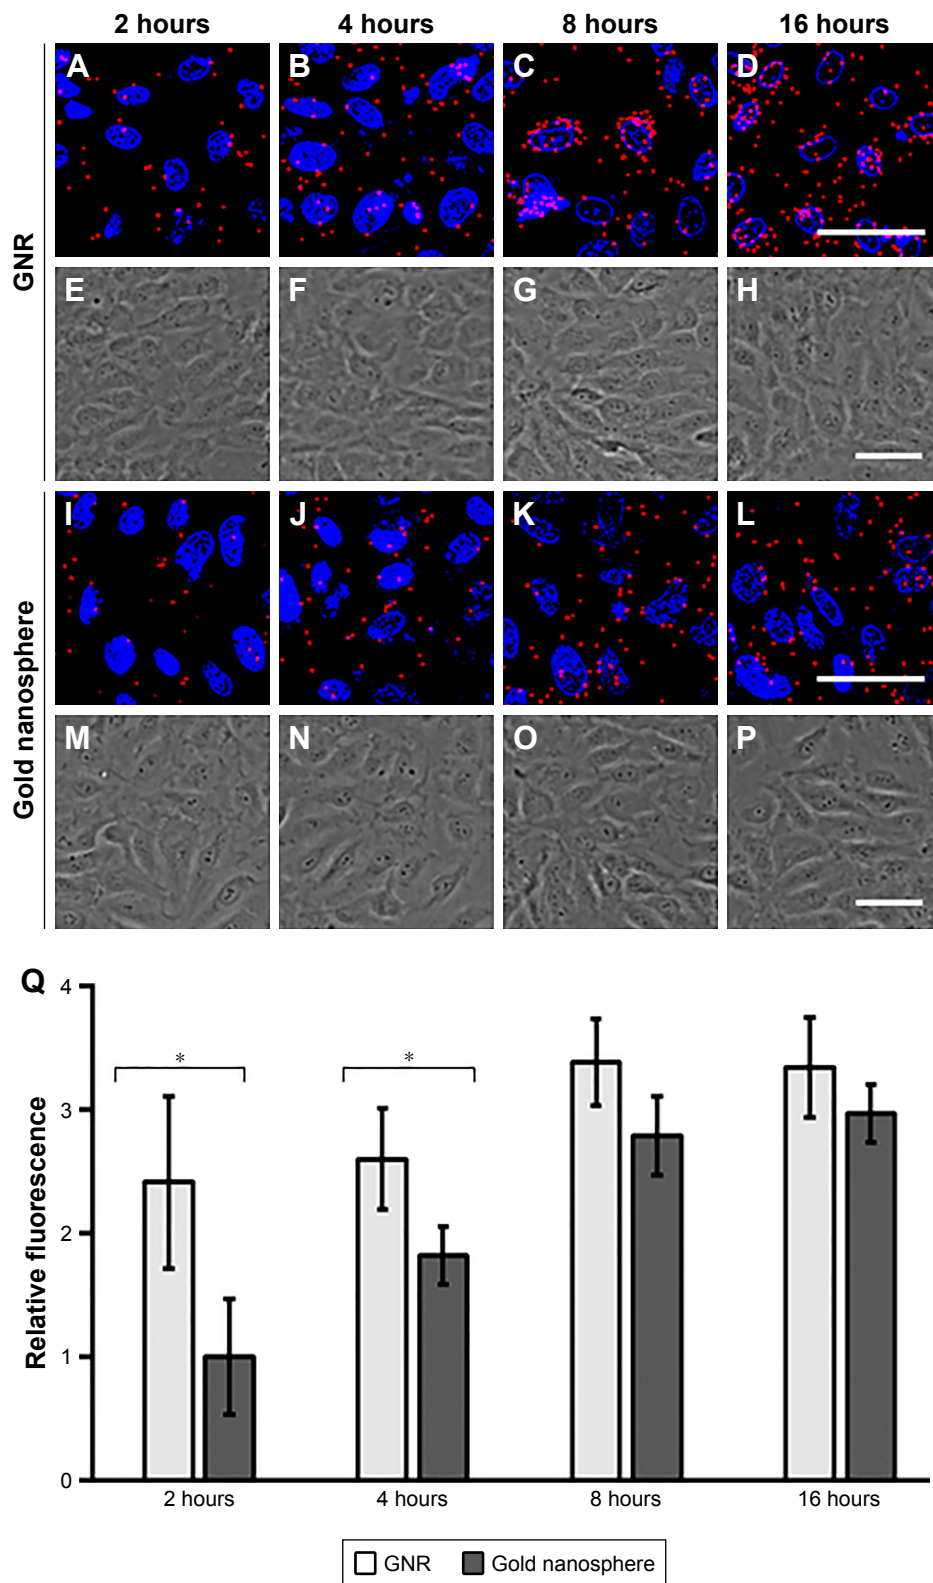 2 hours 4 hours 8 hours 16 hours
A B C D
GNR
E F G H
I J K L
Gold nanosphere
M N O P
Q
4
* *
3
Relative fluorescence
2
1
0
2 hours 4 hours 8 hours 16 hours
GNR Gold nanosphere